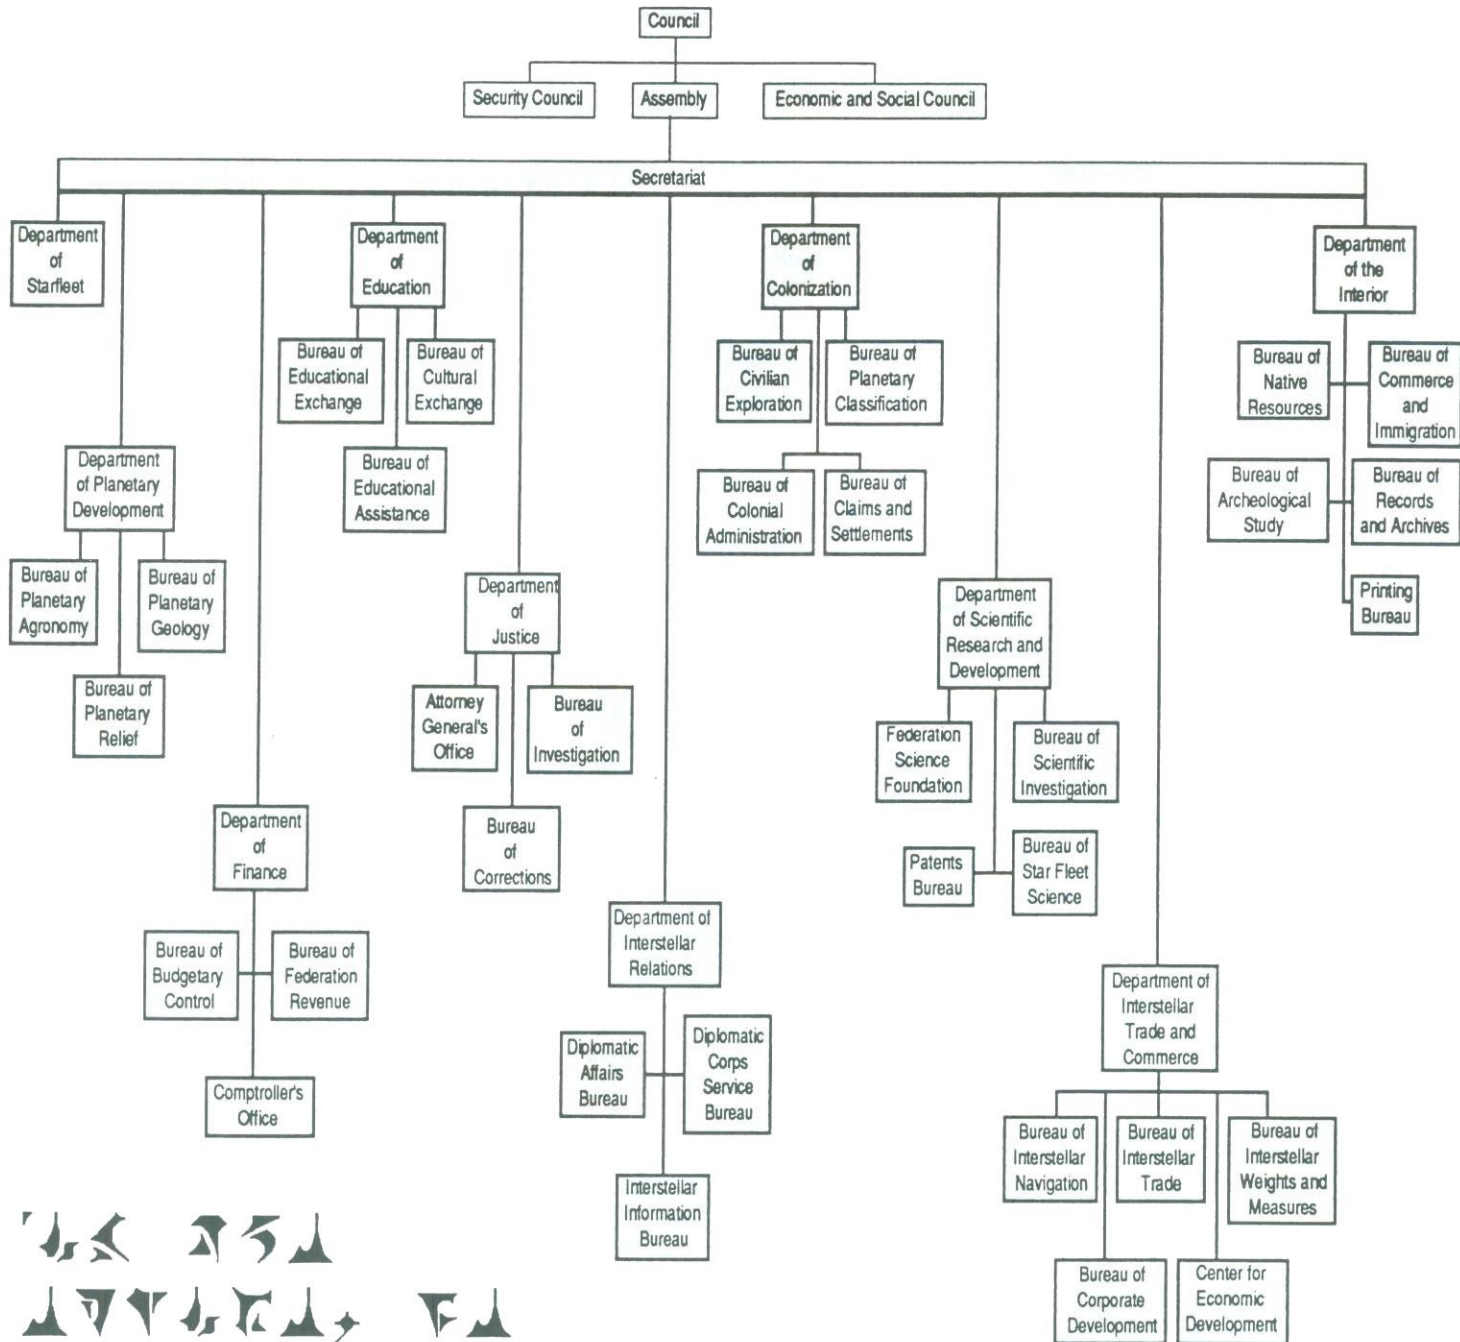 Council
Security Council
Assembly
Economic and Social Council
Secretariat
Department
of
Starfleet
Department
of Planetary
Development
Bureau of
Planetary
Agronomy
Bureau of
Planetary
Geology
Bureau of
Planetary
Relief
Department
of
Finance
Bureau of
Budgetary
Control
Bureau of
Federation
Revenue
Comptroller's
Office
Department
of
Education
Bureau of
Educational
Exchange
Bureau of
Cultural
Exchange
Bureau of
Educational
Assistance
Department
of
Justice
Attorney
General's
Office
Bureau
of
Investigation
Bureau
of
Corrections
Department of
Interstellar
Relations
Diplomatic
Affairs
Bureau
Diplomatic
Corps
Service
Bureau
Interstellar
Information
Bureau
Department
of
Colonization
Bureau of
Civilian
Exploration
Bureau of
Planetary
Classification
Bureau of
Colonial
Administration
Bureau of
Claims and
Settlements
Department
of Scientific
Research and
Development
Federation
Science
Foundation
Bureau of
Scientific
Investigation
Patents
Bureau
Bureau of
Star Fleet
Science
Department of
Interstellar
Trade and
Commerce
Bureau of
Interstellar
Navigation
Bureau of
Interstellar
Trade
Bureau of
Interstellar
Weights and
Measures
Bureau of
Corporate
Development
Center for
Economic
Development
Department
of the
Interior
Bureau of
Native
Resources
Bureau of
Commerce
and
Immigration
Bureau of
Archeological
Study
Bureau of
Records
and Archives
Printing
Bureau